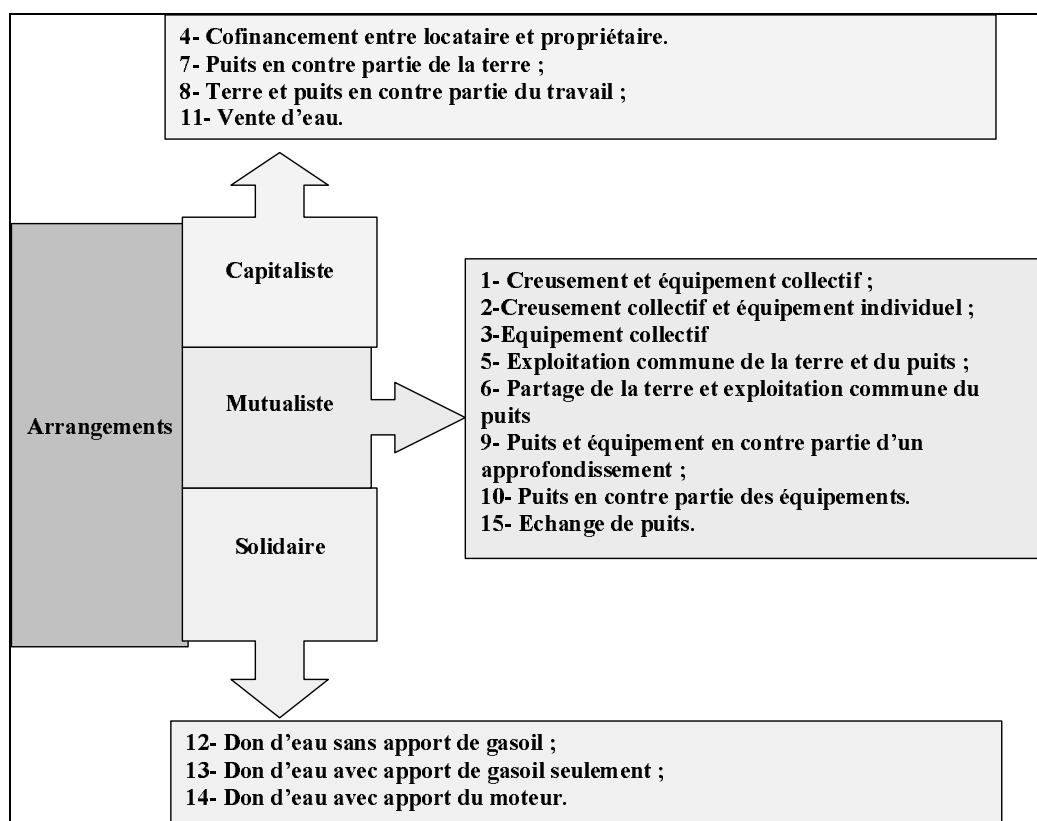 4- Cofinancement entre locataire et propriétaire.
7- Puits en contre partie de la terre ;
8- Terre et puits en contre partie du travail ;
11- Vente d’eau.
Arrangements
Capitaliste
Mutualiste
Solidaire
1- Creusement et équipement collectif ;
2-Creusement collectif et équipement individuel ;
3-Equipement collectif
5- Exploitation commune de la terre et du puits ;
6- Partage de la terre et exploitation commune du
puits
9- Puits et équipement en contre partie d’un
approfondissement ;
10- Puits en contre partie des équipements.
15- Echange de puits.
12- Don d’eau sans apport de gasoil ;
13- Don d’eau avec apport de gasoil seulement ;
14- Don d’eau avec apport du moteur.